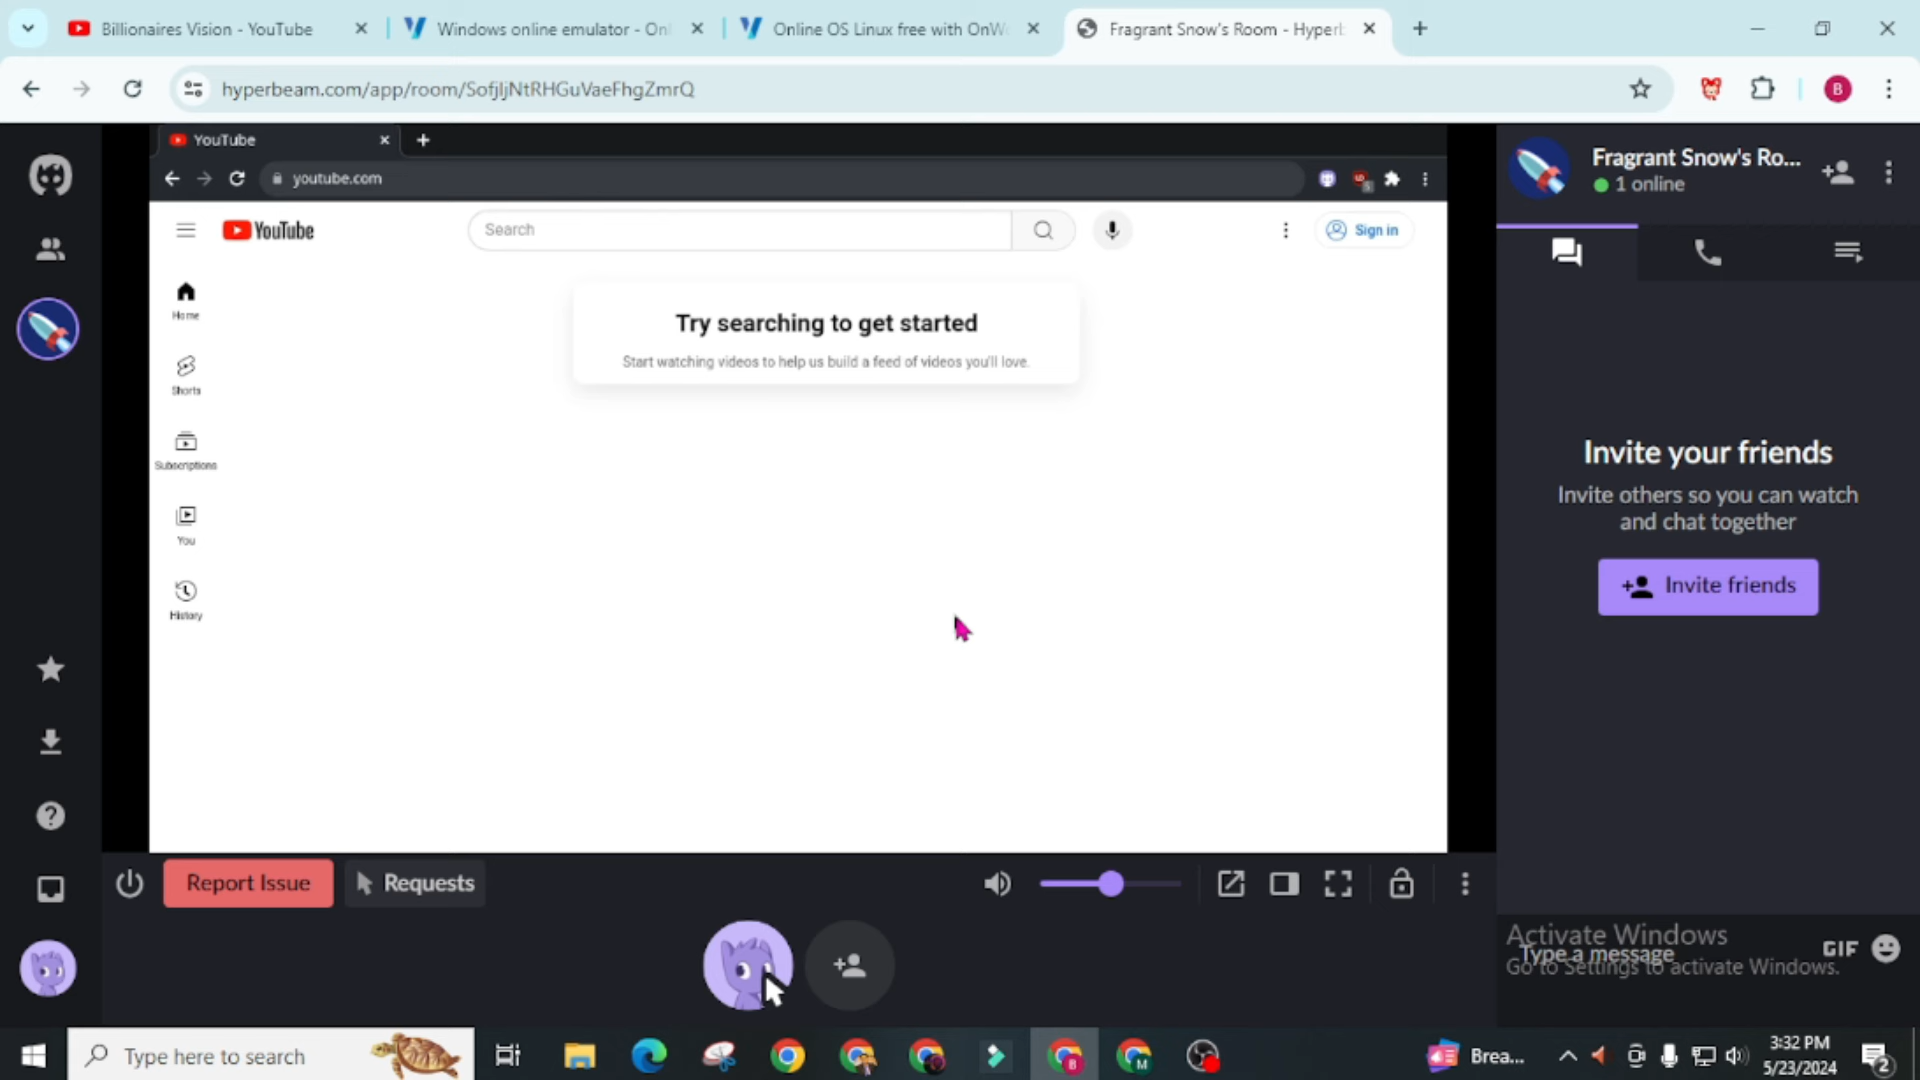 Billionaires Vision - YouTube
Windows online emulator - On
Online OS Linux free with OnW
Fragrant Snow's Room - Hyperb
hyperbeam.com/app/room/SofjIjNtRHGuVaeFhgZmrQ
B
YouTube
youtube.com
YouTube
Search
Sign in
Home
Shorts
Subscriptions
You
History
Try searching to get started
Start watching videos to help us build a feed of videos you'll love.
Fragrant Snow's Ro...
1 online
Invite your friends
Invite others so you can watch
and chat together
Invite friends
Report Issue
Requests
Activate Windows
Type a message
Go to Settings to activate Windows.
GIF
Type here to search
B
M
Brea...
3:32 PM
5/23/2024
2